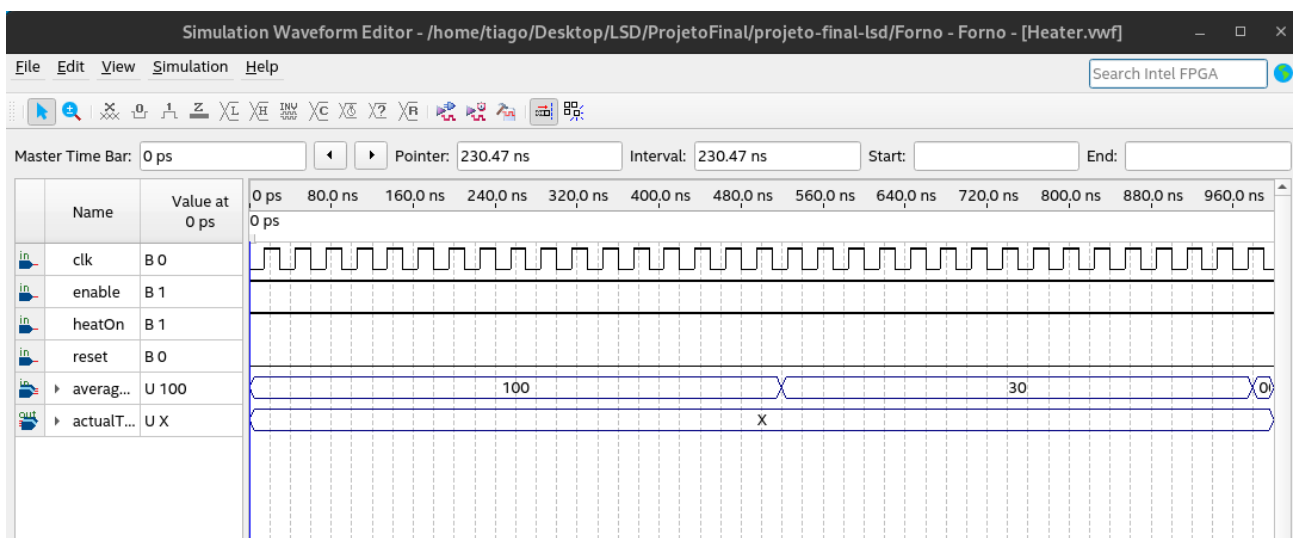 Simulation Waveform Editor - /home/tiago/Desktop/LSD/ProjetoFinal/projeto-final-lsd/Forno - Forno - [Heater.vwf]
File Edit View Simulation Help
Search Intel FPGA
Master Time Bar: 0 ps Pointer: 230.47 ns Interval: 230.47 ns Start: End:
Name Value at 0 ps
0 ps 80.0 ns 160.0 ns 240.0 ns 320.0 ns 400.0 ns 480.0 ns 560.0 ns 640.0 ns 720.0 ns 800.0 ns 880.0 ns 960.0 ns
0 ps
clk B 0
enable B 1
heatOn B 1
reset B 0
averag... U 100 100 30
actualT... U X X